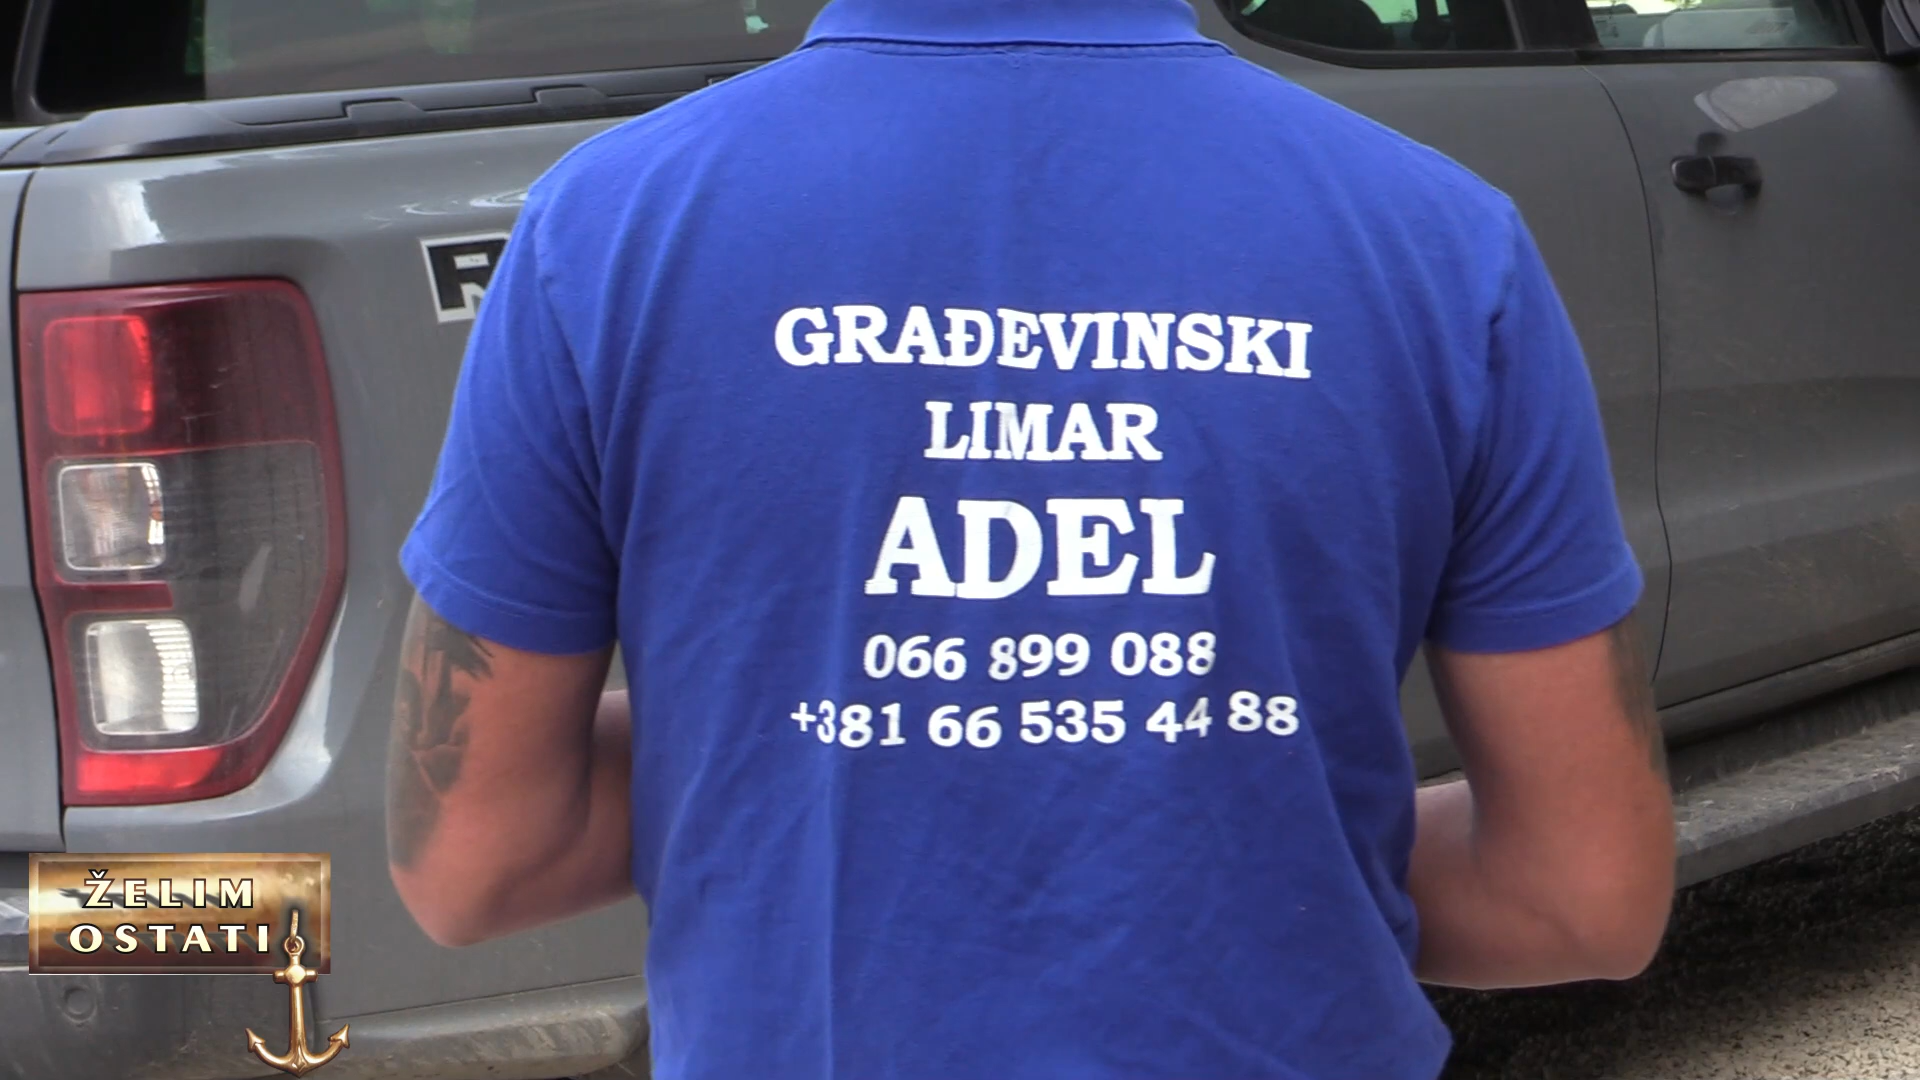 GRAĐEVINSKI
LIMAR
ADEL
066 899 088
+381 66 535 44 88
ŽELIM
OSTATI